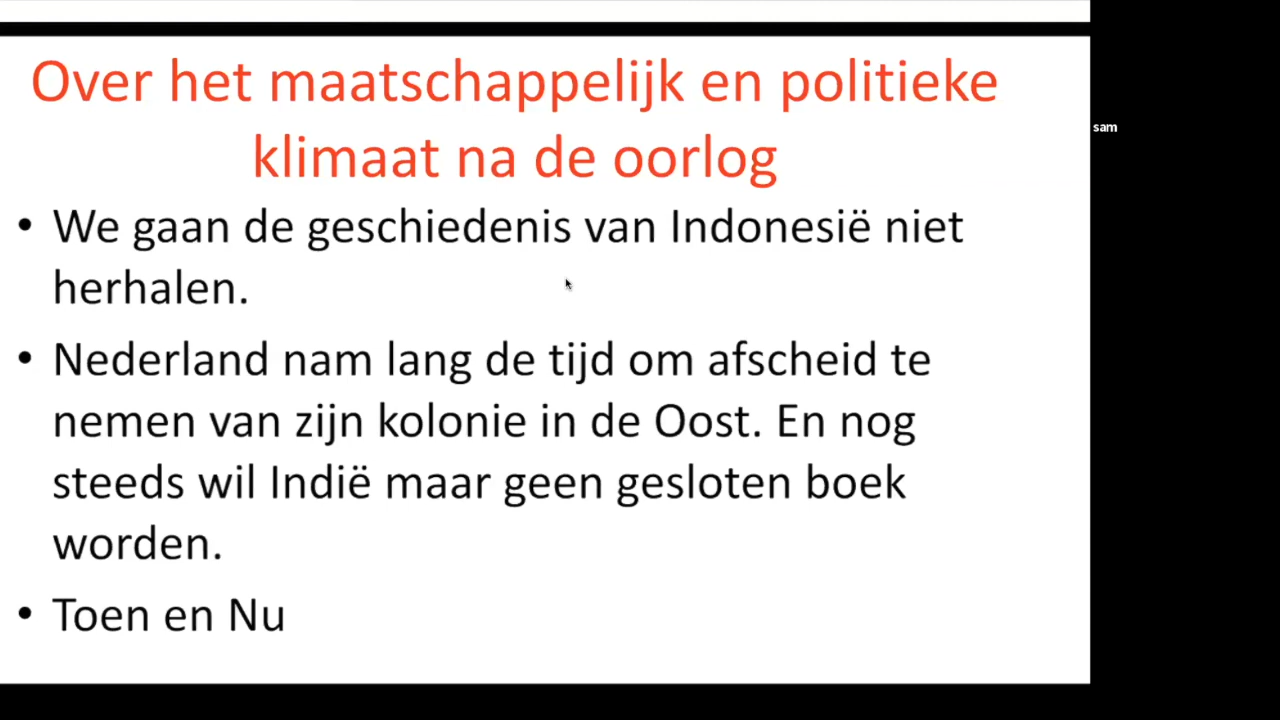 Over het maatschappelijk en politieke
klimaat na de oorlog
sam
• We gaan de geschiedenis van Indonesië niet
herhalen.
• Nederland nam lang de tijd om afscheid te
nemen van zijn kolonie in de Oost. En nog
steeds wil Indië maar geen gesloten boek
worden.
• Toen en Nu